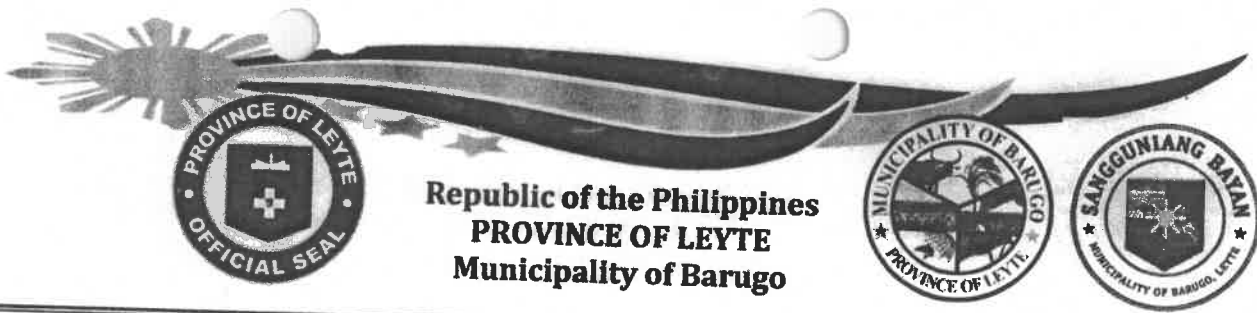 PROVINCE OF LEYTE
OFFICIAL SEAL
Republic of the Philippines
PROVINCE OF LEYTE
Municipality of Barugo
MUNICIPALITY OF BARUGO
PROVINCE OF LEYTE
SANGGUNIANG BAYAN
MUNICIPALITY OF BARUGO, LEYTE